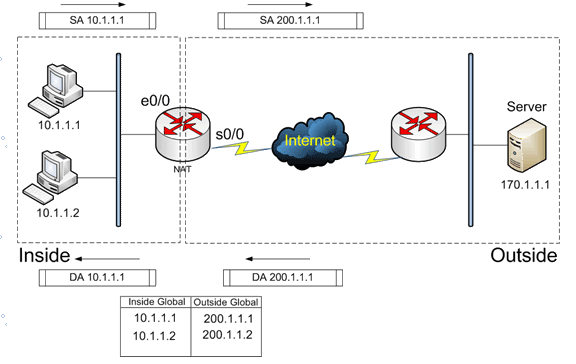 SA 10.1.1.1
SA 200.1.1.1
10.1.1.1
e0/0
s0/0
NAT
Internet
Server
170.1.1.1
10.1.1.2
Inside
Outside
DA 10.1.1.1
DA 200.1.1.1
Inside Global Outside Global
10.1.1.1 200.1.1.1
10.1.1.2 200.1.1.2